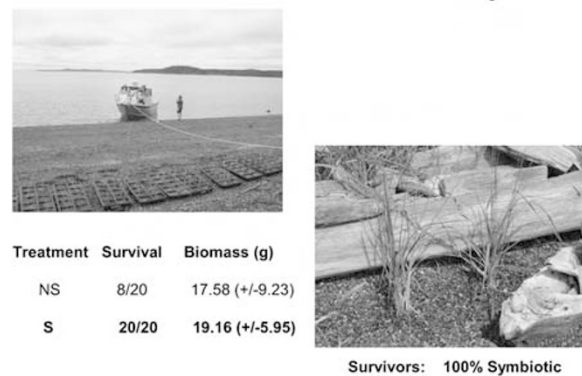 Treatment Survival Biomass (g)
NS 8/20 17.58 (+/-9.23)
S 20/20 19.16 (+/-5.95)
Survivors: 100% Symbiotic